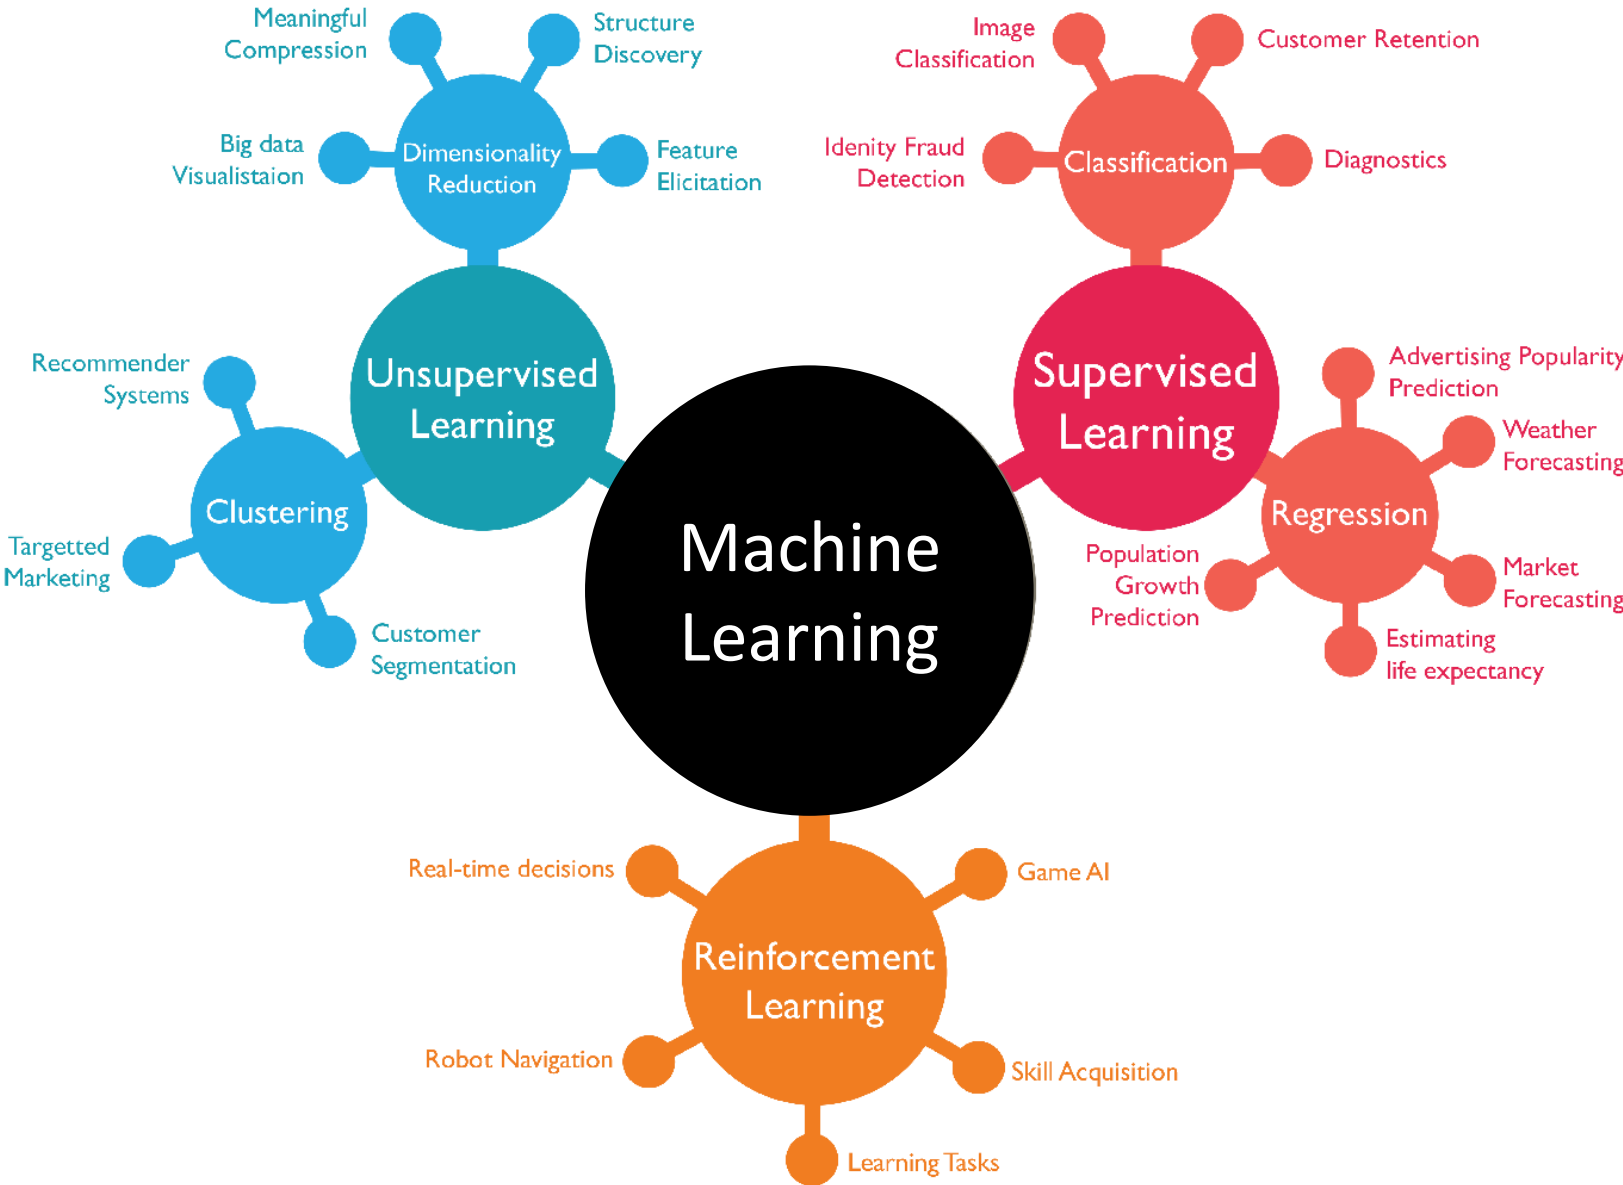 Meaningful
Compression
Structure
Discovery
Big data
Visualistaion
Dimensionality
Reduction
Feature
Elicitation
Image
Classification
Customer Retention
Idenity Fraud
Detection
Classification
Diagnostics
Unsupervised
Learning
Recommender
Systems
Clustering
Targetted
Marketing
Customer
Segmentation
Supervised
Learning
Advertising Popularity
Prediction
Weather
Forecasting
Regression
Population
Growth
Prediction
Market
Forecasting
Estimating
life expectancy
Machine
Learning
Real-time decisions
Game AI
Reinforcement
Learning
Robot Navigation
Skill Acquisition
Learning Tasks